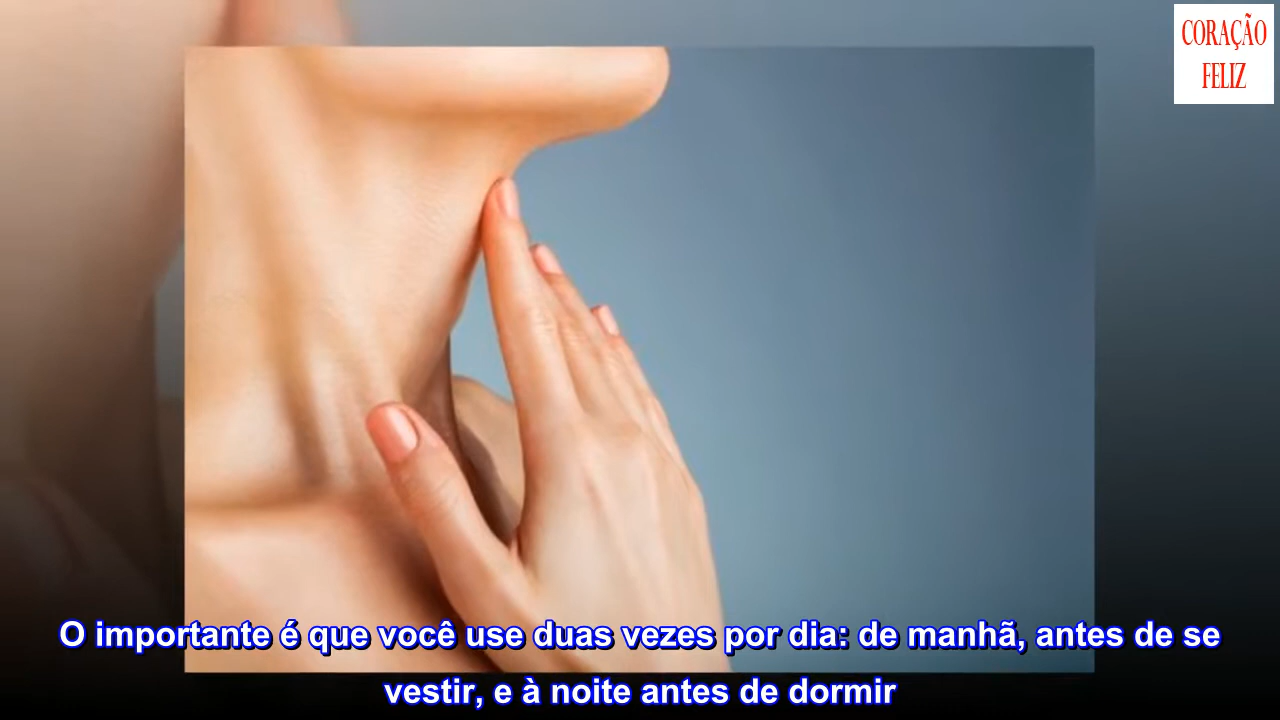 CORAÇÃO
FELIZ
O importante é que você use duas vezes por dia: de manhã, antes de se
vestir, e à noite antes de dormir